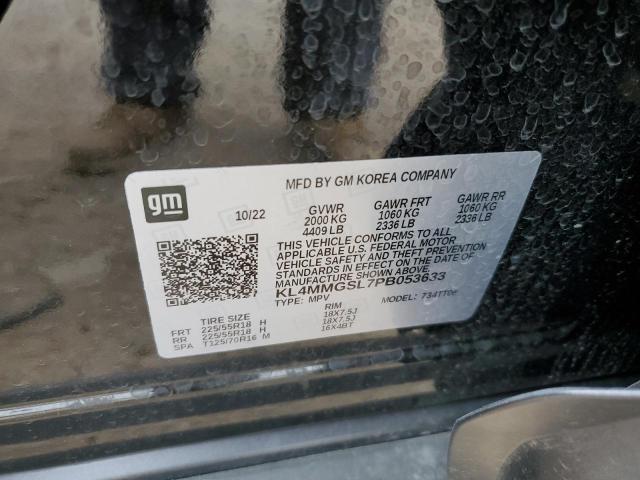 MFD BY GM KOREA COMPANY
gm
10/22
GVWR GAWR FRT GAWR RR
2000 KG 1060 KG 1060 KG
4409 LB 2336 LB 2336 LB
THIS VEHICLE CONFORMS TO ALL
APPLICABLE U.S. FEDERAL MOTOR
VEHICLE SAFETY AND THEFT PREVENTION
STANDARDS IN EFFECT ON THE DATE OF
MANUFACTURE SHOWN ABOVE.
KL4MMGSL7PB053633
TYPE: MPV MODEL: 734TT06
TIRE SIZE RIM
FRT 225/55R18 H 18X7.5J
RR 225/55R18 H 18X7.5J
SPA T125/70R16 M 16X4BT